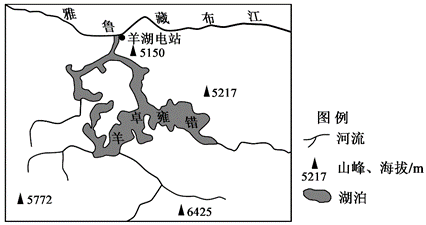 雅鲁藏布江
羊湖电站
▲5150
▲5217
羊卓雍错
▲5772
▲6425
图例
河流
▲
5217 山峰、海拔/m
湖泊